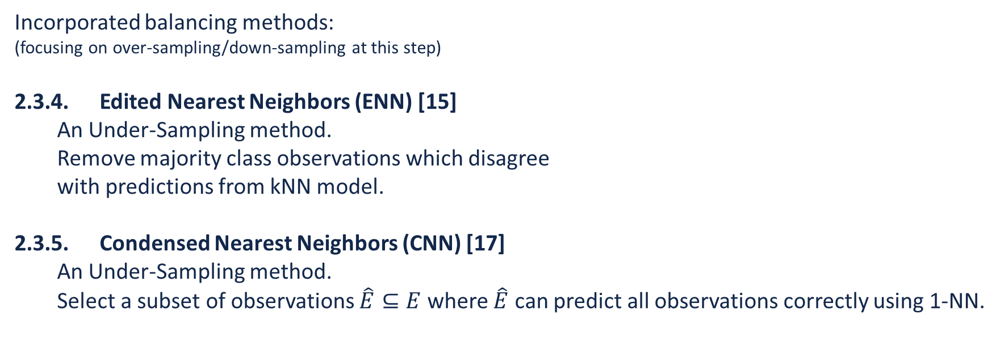 Incorporated balancing methods:
(focusing on over-sampling/down-sampling at this step)
2.3.4. Edited Nearest Neighbors (ENN) [15]
An Under-Sampling method.
Remove majority class observations which disagree
with predictions from kNN model.
2.3.5. Condensed Nearest Neighbors (CNN) [17]
An Under-Sampling method.
Select a subset of observations Ê ⊆ E where Ê can predict all observations correctly using 1-NN.